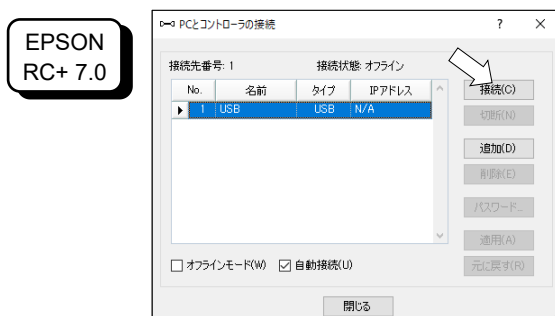 EPSON
RC+ 7.0
PCとコントローラの接続
接続先番号: 1 接続状態: オフライン
No. 名前 タイプ IPアドレス
1 USB USB N/A
接続(C)
切断(N)
追加(D)
削除(E)
パスワード...
適用(A)
元に戻す(R)
オフラインモード(W) 自動接続(U)
閉じる